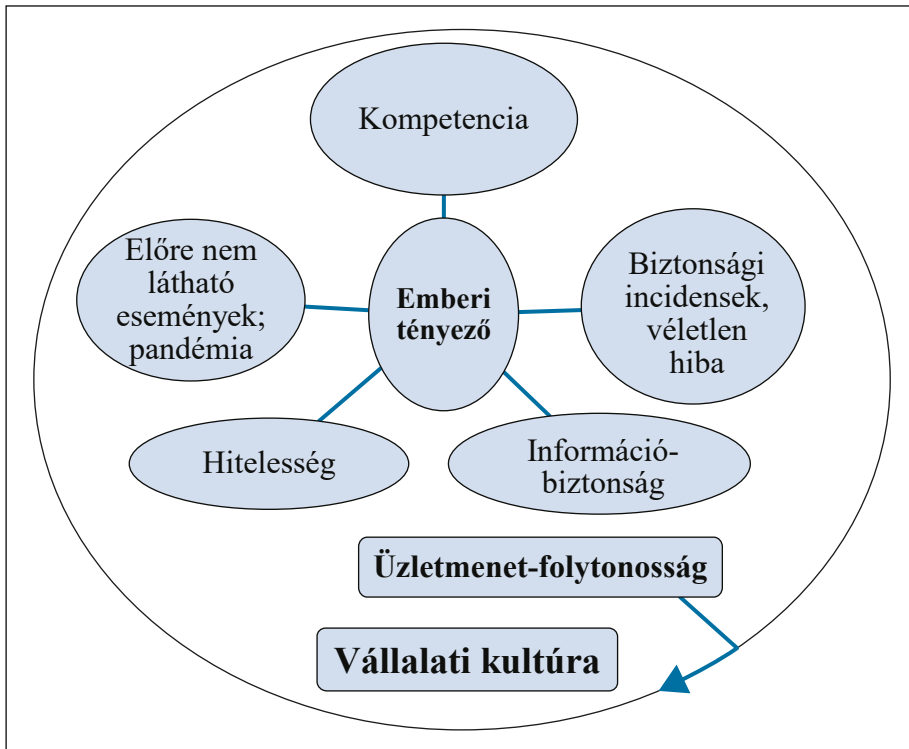 Kompetencia
Előre nem
látható
események;
pandémia
Emberi
tényező
Biztonsági
incidensek,
véletlen
hiba
Hitelesség
Információ-
biztonság
Üzletmenet-folytonosság
Vállalati kultúra